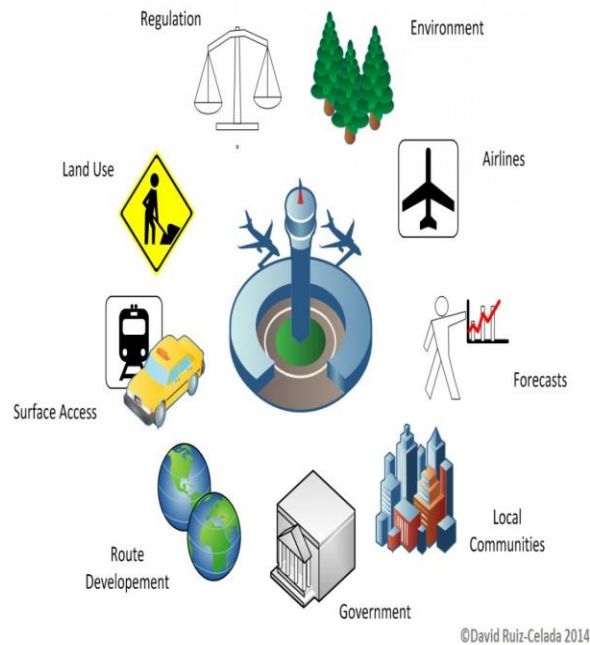 Regulation
Environment
Land Use
Airlines
Surface Access
Forecasts
Route
Developement
Local
Communities
Government
©David Ruiz-Celada 2014